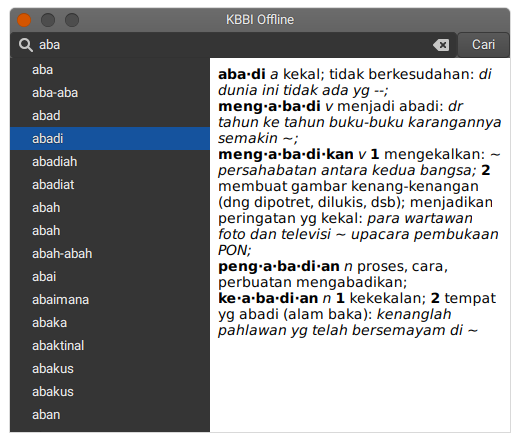 KBBI Offline
aba
Cari
aba
aba-aba
abad
abadi
abadiah
abadiat
abah
abah
abah-abah
abai
abaimana
abaka
abaktinal
abakus
abakus
aban
aba·di a kekal; tidak berkesudahan: di
dunia ini tidak ada yg --;
meng·a·ba·di v menjadi abadi: dr
tahun ke tahun buku-buku karangannya
semakin ~;
meng·a·ba·di·kan v 1 mengekalkan: ~
persahabatan antara kedua bangsa; 2
membuat gambar kenang-kenangan
(dng dipotret, dilukis, dsb); menjadikan
peringatan yg kekal: para wartawan
foto dan televisi ~ upacara pembukaan
PON;
peng·a·ba·di·an n proses, cara,
perbuatan mengabadikan;
ke·a·ba·di·an n 1 kekekalan; 2 tempat
yg abadi (alam baka): kenanglah
pahlawan yg telah bersemayam di ~